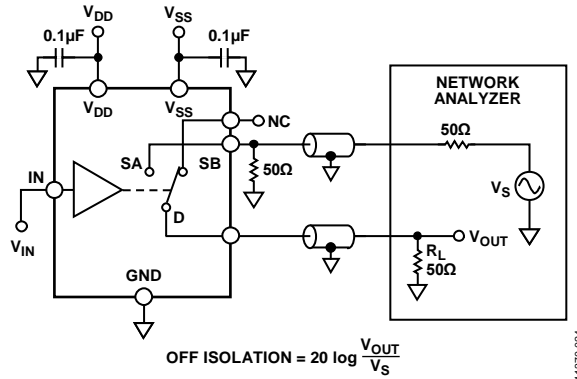 VDD
VSS
0.1µF
0.1µF
VDD
VSS
NC
NETWORK
ANALYZER
50Ω
SA
SB
50Ω
IN
VS
D
VOUT
VIN
RL
50Ω
GND
OFF ISOLATION = 20 log VOUT
VS